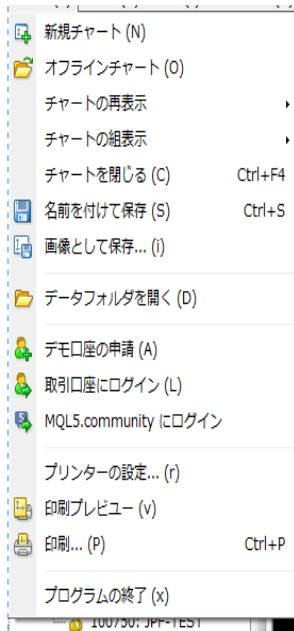 新規チャート (N)
オフラインチャート (O)
チャートの再表示
チャートの組表示
チャートを閉じる (C) Ctrl+F4
名前を付けて保存 (S) Ctrl+S
画像として保存... (i)
データフォルダを開く (D)
デモ口座の申請 (A)
取引口座にログイン (L)
MQL5.community にログイン
プリンターの設定... (r)
印刷プレビュー (v)
印刷... (P) Ctrl+P
プログラムの終了 (x)
100750: JPF-TEST